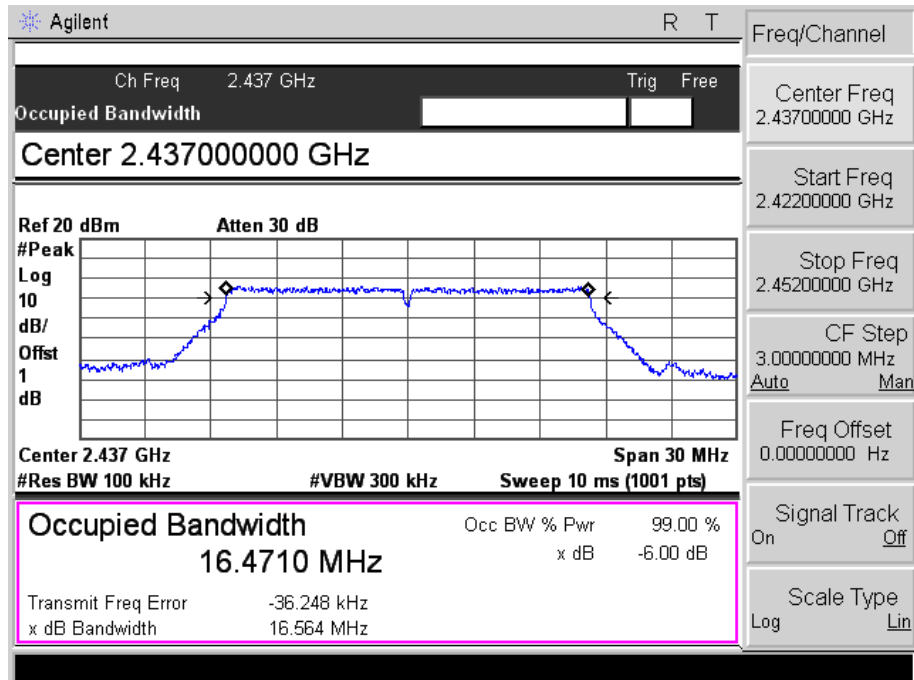 Agilent R T
Ch Freq 2.437 GHz Trig Free
Occupied Bandwidth
Center 2.437000000 GHz
Ref 20 dBm Atten 30 dB
#Peak
Log
10
dB/
Offst
1
dB
Center 2.437 GHz Span 30 MHz
#Res BW 100 kHz #VBW 300 kHz Sweep 10 ms (1001 pts)
Occupied Bandwidth Occ BW % Pwr 99.00 %
16.4710 MHz x dB -6.00 dB
Transmit Freq Error -36.248 kHz
x dB Bandwidth 16.564 MHz
Freq/Channel
Center Freq
2.43700000 GHz
Start Freq
2.42200000 GHz
Stop Freq
2.45200000 GHz
CF Step
3.00000000 MHz
Auto Man
Freq Offset
0.00000000 Hz
Signal Track
On Off
Scale Type
Log Lin